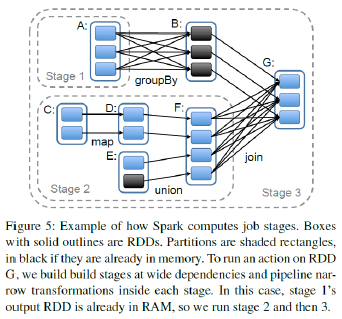 A:
B:
G:
Stage 1
groupBy
C:
D:
F:
map
E:
join
Stage 2
union
Stage 3
Figure 5: Example of how Spark computes job stages. Boxes
with solid outlines are RDDs. Partitions are shaded rectangles,
in black if they are already in memory. To run an action on RDD
G, we build build stages at wide dependencies and pipeline nar-
row transformations inside each stage. In this case, stage 1's
output RDD is already in RAM, so we run stage 2 and then 3.